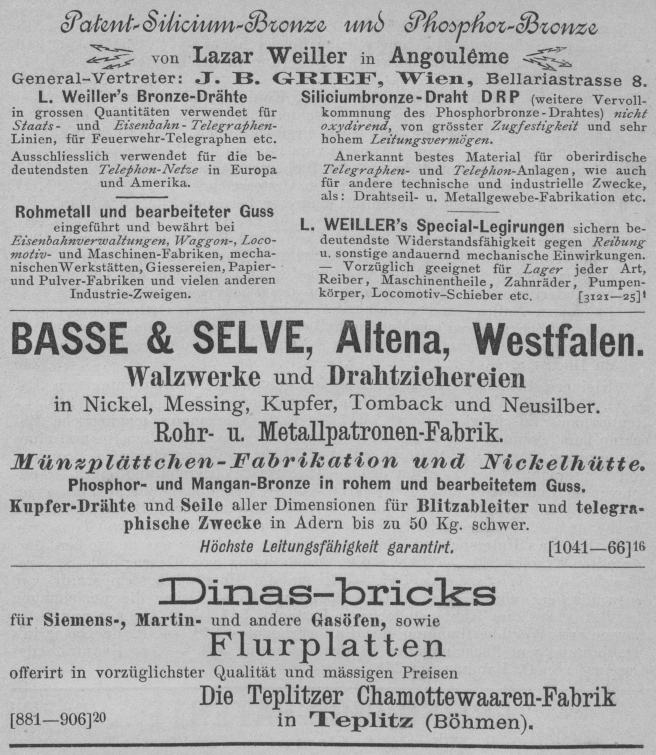 Patent-Silicium-Bronze und Phosphor-Bronze
von Lazar Weiller in Angoulême
General-Vertreter: J. B. GRIEF, Wien, Bellariastrasse 8.
L. Weiller's Bronze-Drähte
in grossen Quantitäten verwendet für
Staats- und Eisenbahn-Telegraphen-
Linien, für Feuerwehr-Telegraphen etc.
Ausschliesslich verwendet für die be-
deutendsten Telephon-Netze in Europa
und Amerika.
Rohmetall und bearbeiteter Guss
eingeführt und bewährt bei
Eisenbahnverwaltungen, Waggon-, Loco-
motiv- und Maschinen-Fabriken, mecha-
nischen Werkstätten, Giessereien, Papier-
und Pulver-Fabriken und vielen anderen
Industrie-Zweigen.
Siliciumbronze-Draht DRP (weitere Vervoll-
kommnung des Phosphorbronze-Drahtes) nicht
oxydirend, von grösster Zugfestigkeit und sehr
hohem Leitungsvermögen.
Anerkannt bestes Material für oberirdische
Telegraphen- und Telephon-Anlagen, wie auch
für andere technische und industrielle Zwecke,
als: Drahtseil- u. Metallgewebe-Fabrikation etc.
L. WEILLER's Special-Legirungen sichern be-
deutendste Widerstandsfähigkeit gegen Reibung
u. sonstige andauernd mechanische Einwirkungen.
— Vorzüglich geeignet für Lager jeder Art,
Reiber, Maschinentheile, Zahnräder, Pumpen-
körper, Locomotiv-Schieber etc. [3121—25]1
BASSE & SELVE, Altena, Westfalen.
Walzwerke und Drahtziehereien
in Nickel, Messing, Kupfer, Tomback und Neusilber.
Rohr- u. Metallpatronen-Fabrik.
Münzplättchen-Fabrikation und Nickelhütte.
Phosphor- und Mangan-Bronze in rohem und bearbeitetem Guss.
Kupfer-Drähte und Seile aller Dimensionen für Blitzableiter und telegra-
phische Zwecke in Adern bis zu 50 Kg. schwer.
Höchste Leitungsfähigkeit garantirt. [1041—66]16
Dinas-bricks
für Siemens-, Martin- und andere Gasöfen, sowie
Flurplatten
offerirt in vorzüglichster Qualität und mässigen Preisen
Die Teplitzer Chamottewaaren-Fabrik
[881—906]20 in Teplitz (Böhmen).